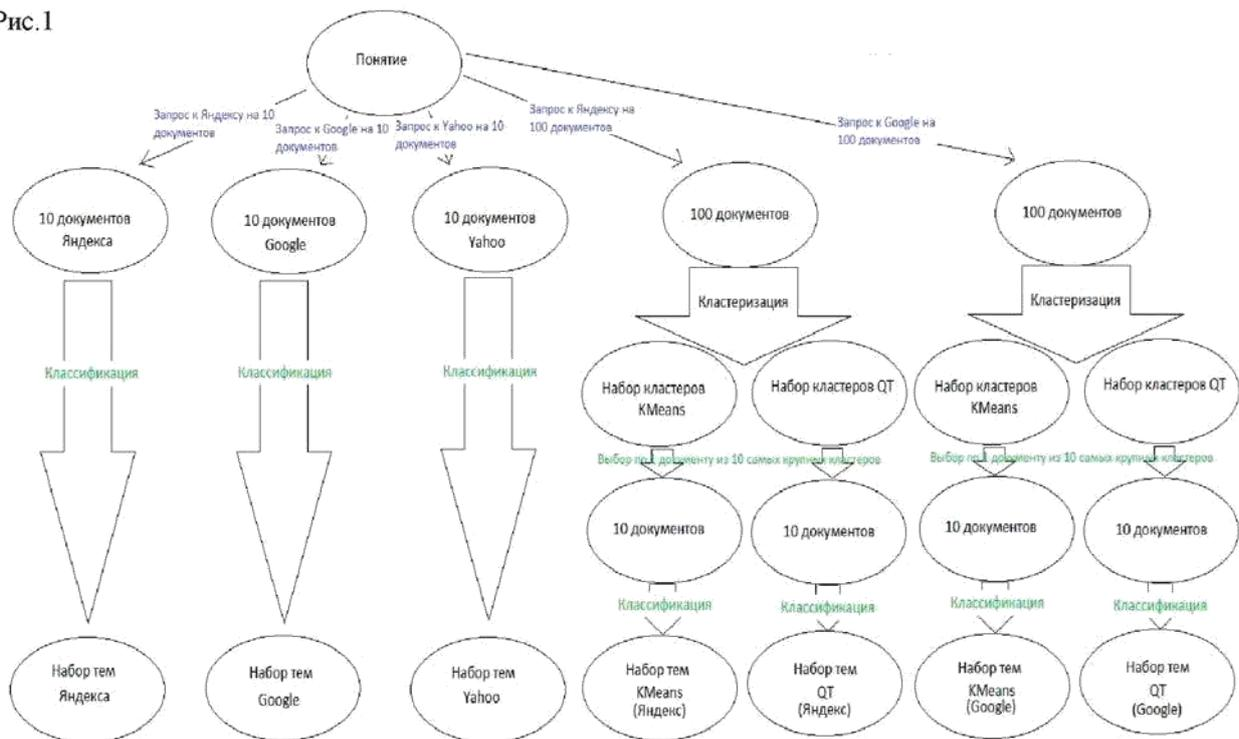 Рис.1
Понятие
Запрос к Яндексу на 10
документов
Запрос к Google на 10
документов
Запрос к Yahoo на 10
документов
Запрос к Яндексу на
100 документов
Запрос к Google на
100 документов
10 документов
Яндекса
10 документов
Google
10 документов
Yahoo
100 документов
100 документов
Кластеризация
Кластеризация
Классификация
Классификация
Классификация
Набор кластеров
KMeans
Набор кластеров QT
Набор кластеров
KMeans
Набор кластеров QT
Выбор по 1 документу из 10 самых крупных кластеров
Выбор по 1 документу из 10 самых крупных кластеров
10 документов
10 документов
10 документов
10 документов
Классификация
Классификация
Классификация
Классификация
Набор тем
Яндекса
Набор тем
Google
Набор тем
Yahoo
Набор тем
KMeans
(Яндекс)
Набор тем
QT
(Яндекс)
Набор тем
KMeans
(Google)
Набор тем
QT
(Google)